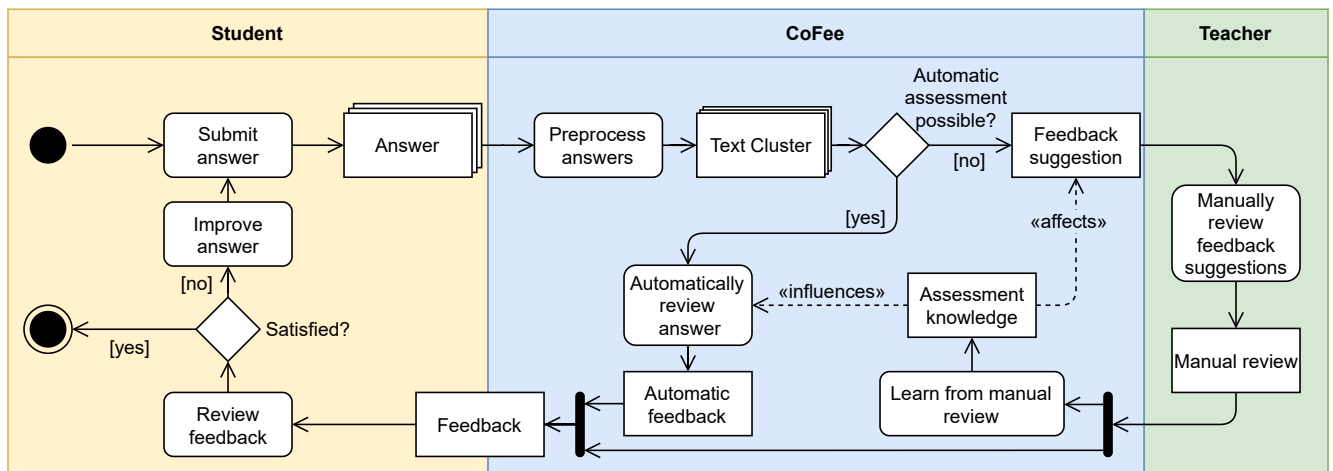 Student
CoFee
Teacher
Automatic
assessment
possible?
Submit
answer
Answer
Preprocess
answers
Text Cluster
[no]
Feedback
suggestion
Improve
answer
[yes]
«affects»
Manually
review
feedback
suggestions
[no]
Satisfied?
[yes]
Automatically
review
answer
«influences»
Assessment
knowledge
Manual review
Review
feedback
Feedback
Automatic
feedback
Learn from manual
review